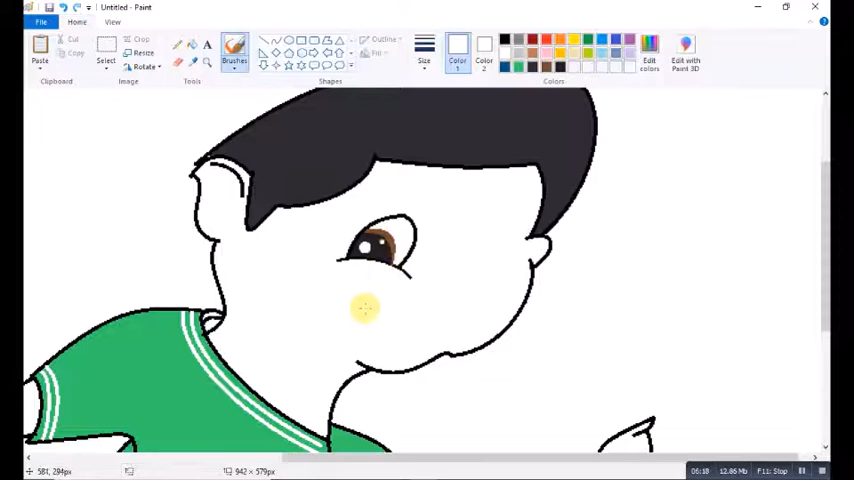 Untitled - Paint
File
Home
View
Paste
Cut
Copy
Clipboard
Select
Crop
Resize
Rotate
Image
A
Tools
Brushes
Outline
Fill
Shapes
Size
Color 1
Color 2
Colors
Edit colors
Edit with Paint 3D
581, 294px
942 × 579px
06:18
12.86 Mb
F11: Stop